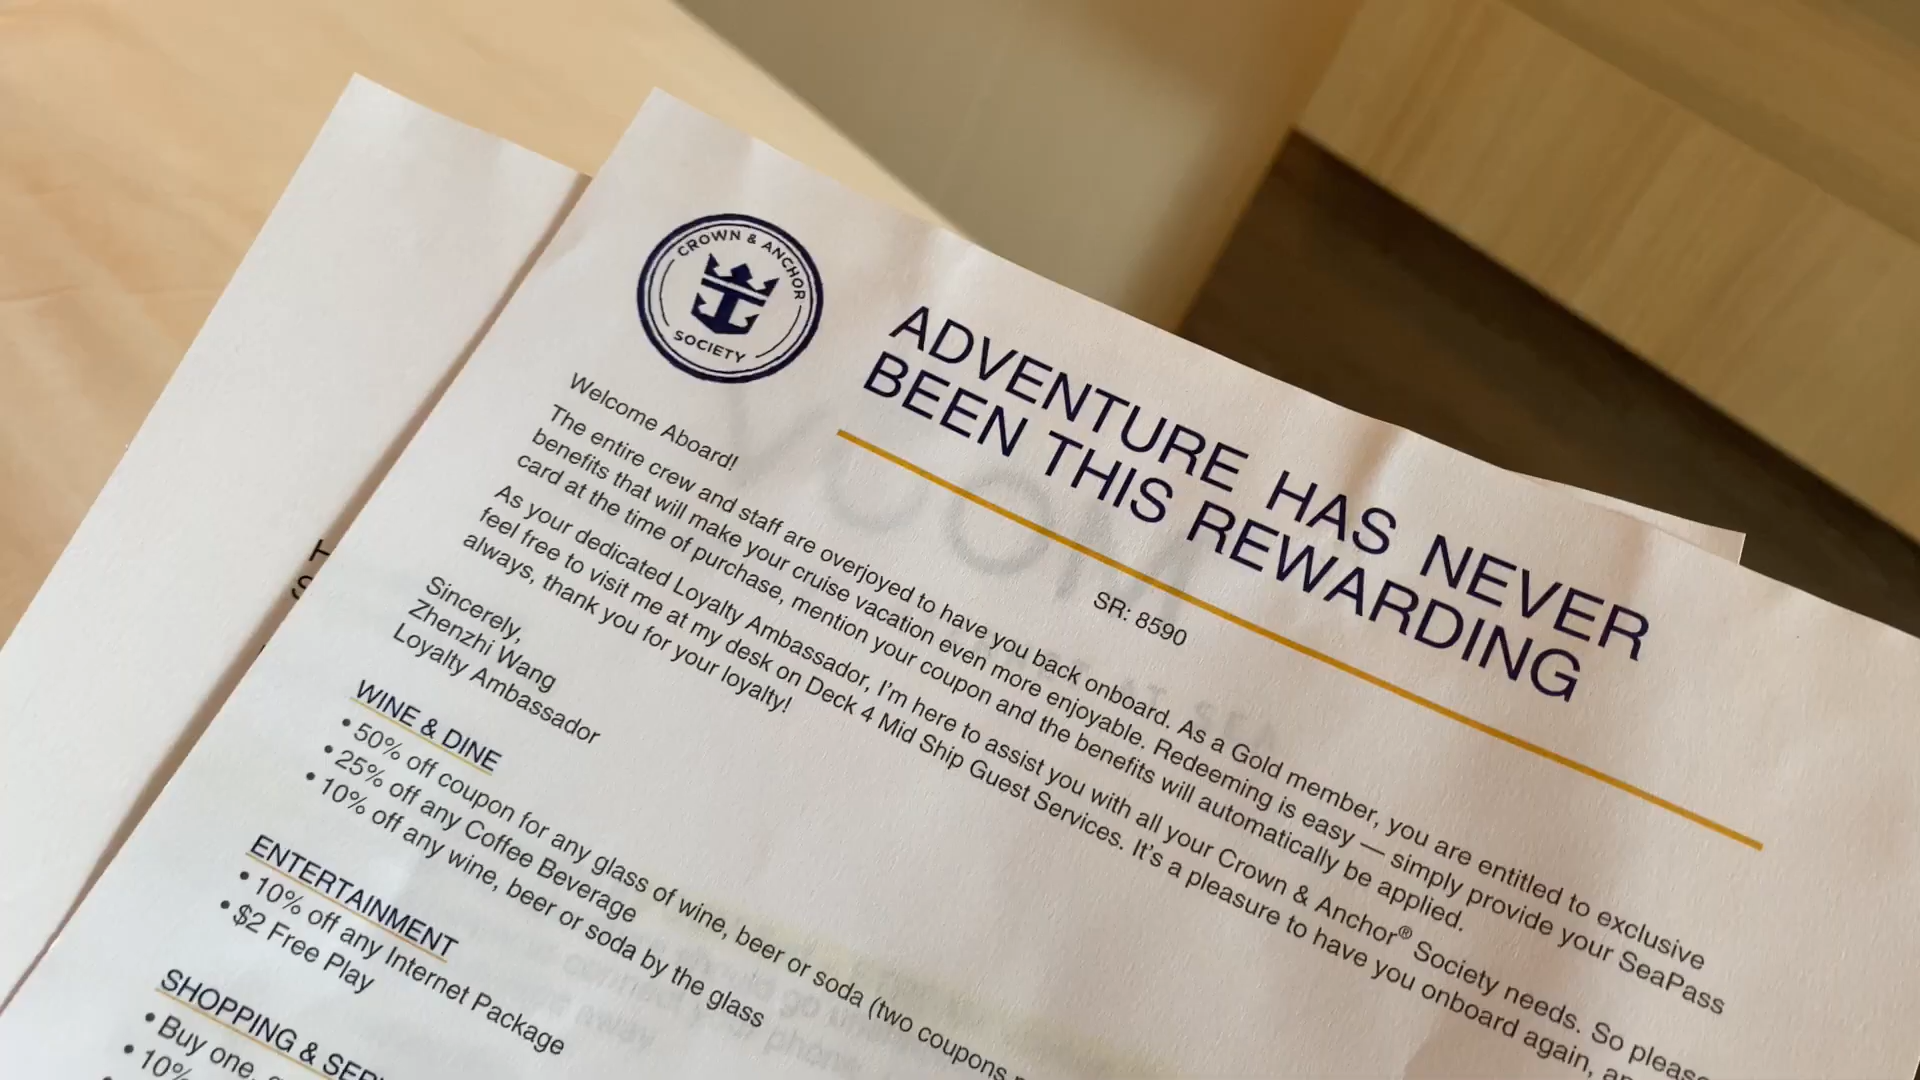 CROWN & ANCHOR
SOCIETY
ADVENTURE HAS NEVER
BEEN THIS REWARDING
SR: 8590
Welcome Aboard!
The entire crew and staff are overjoyed to have you back onboard. As a Gold member, you are entitled to exclusive
benefits that will make your cruise vacation even more enjoyable. Redeeming is easy — simply provide your SeaPass
card at the time of purchase, mention your coupon and the benefits will automatically be applied.
As your dedicated Loyalty Ambassador, I'm here to assist you with all your Crown & Anchor® Society needs. So please
feel free to visit me at my desk on Deck 4 Mid Ship Guest Services. It's a pleasure to have you onboard again, an
always, thank you for your loyalty!
Sincerely,
Zhenzhi Wang
Loyalty Ambassador
WINE & DINE
• 50% off coupon for any glass of wine, beer or soda (two coupons
• 25% off any Coffee Beverage
• 10% off any wine, beer or soda by the glass
ENTERTAINMENT
• 10% off any Internet Package
• $2 Free Play
SHOPPING & SER
• Buy one,
• 10%